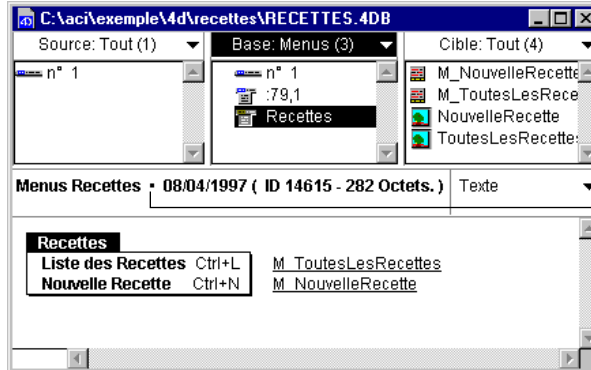 C:\aci\exemple\4d\recettes\RECETTES.4DB
Source: Tout (1)
Base: Menus (3)
Cible: Tout (4)
n° 1
n° 1
:79,1
Recettes
M_NouvelleRecette
M_ToutesLesRece
NouvelleRecette
ToutesLesRecettes
Menus Recettes • 08/04/1997 ( ID 14615 - 282 Octets. )
Texte
Recettes
Liste des Recettes Ctrl+L M_ToutesLesRecettes
Nouvelle Recette Ctrl+N M_NouvelleRecette